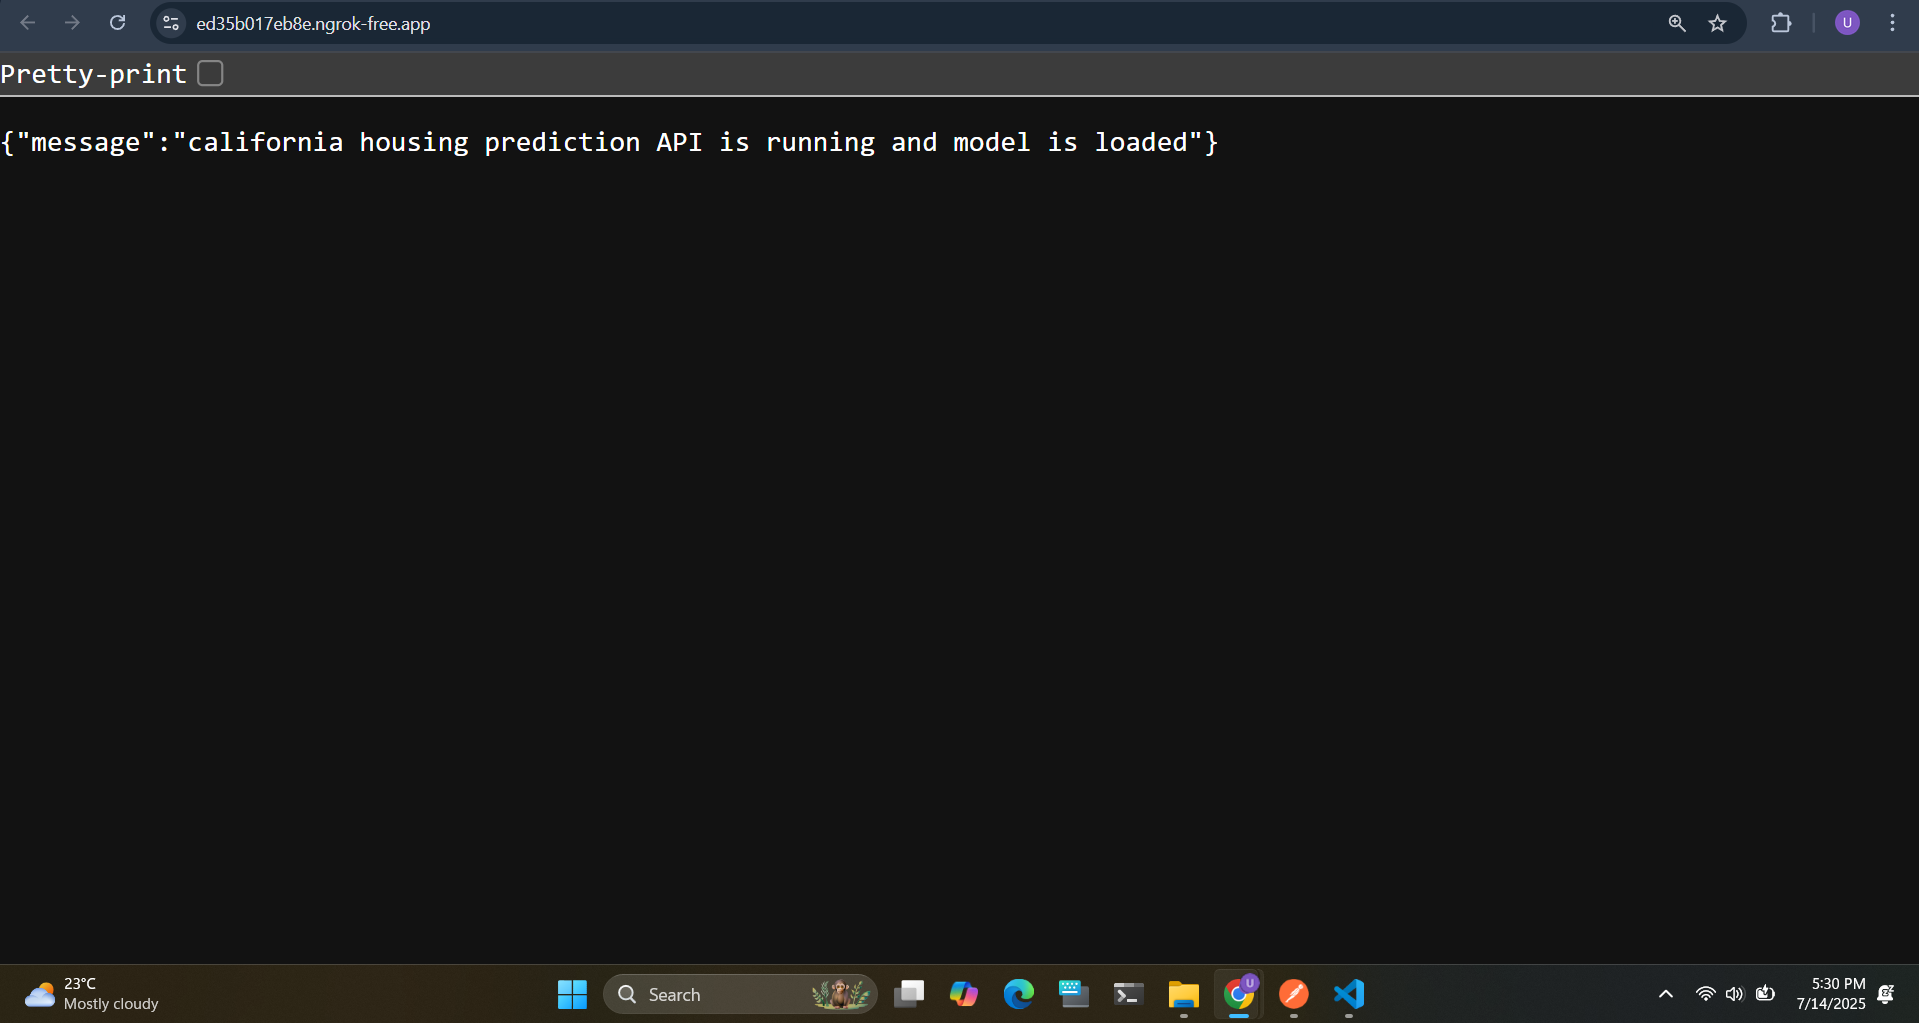 ed35b017eb8e.ngrok-free.app
U
Pretty-print
{"message":"california housing prediction API is running and model is loaded"}
23°C
Mostly cloudy
Search
U
5:30 PM
7/14/2025